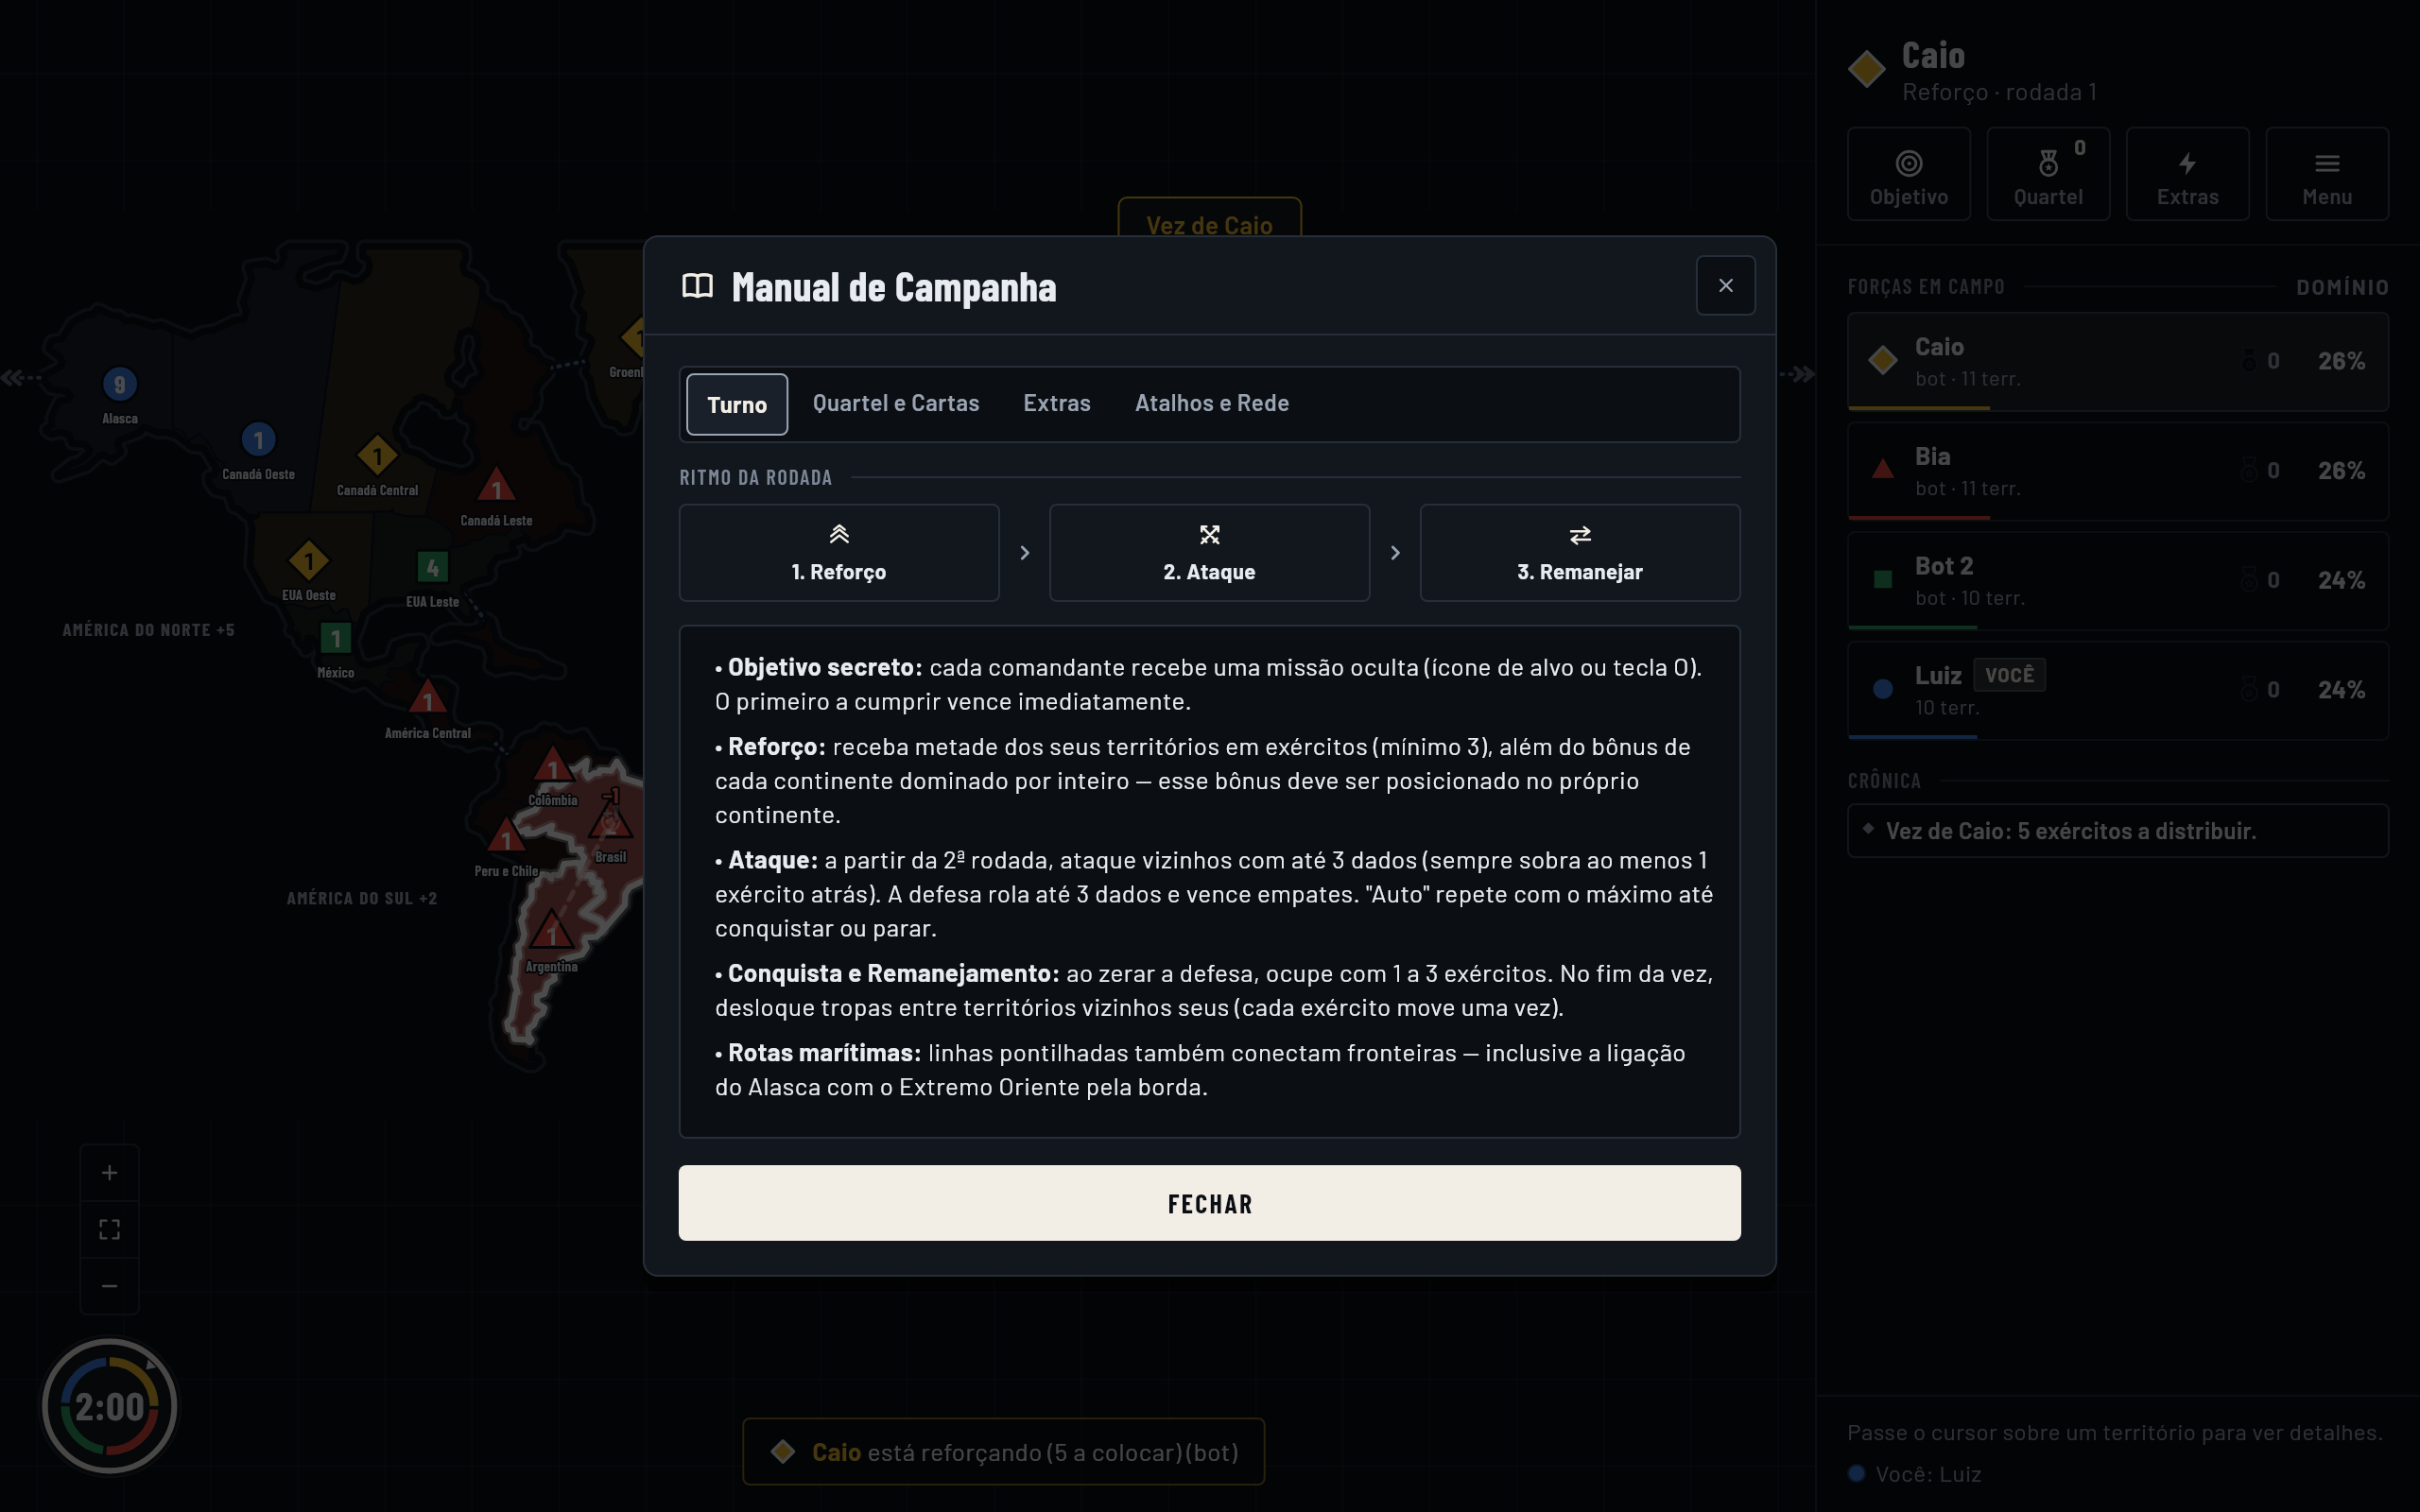 Caio
Reforço · rodada 1
Objetivo
0
Quartel
Extras
Menu
Vez de Caio
Manual de Campanha
Turno
Quartel e Cartas
Extras
Atalhos e Rede
RITMO DA RODADA
1. Reforço
2. Ataque
3. Remanejar
• Objetivo secreto: cada comandante recebe uma missão oculta (ícone de alvo ou tecla O).
O primeiro a cumprir vence imediatamente.
• Reforço: receba metade dos seus territórios em exércitos (mínimo 3), além do bônus de
cada continente dominado por inteiro — esse bônus deve ser posicionado no próprio
continente.
• Ataque: a partir da 2ª rodada, ataque vizinhos com até 3 dados (sempre sobra ao menos 1
exército atrás). A defesa rola até 3 dados e vence empates. "Auto" repete com o máximo até
conquistar ou parar.
• Conquista e Remanejamento: ao zerar a defesa, ocupe com 1 a 3 exércitos. No fim da vez,
desloque tropas entre territórios vizinhos seus (cada exército move uma vez).
• Rotas marítimas: linhas pontilhadas também conectam fronteiras — inclusive a ligação
do Alasca com o Extremo Oriente pela borda.
FECHAR
9
Alasca
1
Canadá Oeste
1
Canadá Central
1
Canadá Leste
1
EUA Oeste
4
EUA Leste
AMÉRICA DO NORTE +5
1
México
1
América Central
1
Colômbia
-1
Brasil
1
Peru e Chile
AMÉRICA DO SUL +2
1
Argentina
+
−
2:00
Caio está reforçando (5 a colocar) (bot)
FORÇAS EM CAMPO
DOMÍNIO
Caio
bot · 11 terr.
0
26%
Bia
bot · 11 terr.
0
26%
Bot 2
bot · 10 terr.
0
24%
Luiz VOCÊ
10 terr.
0
24%
CRÔNICA
Vez de Caio: 5 exércitos a distribuir.
Passe o cursor sobre um território para ver detalhes.
Você: Luiz